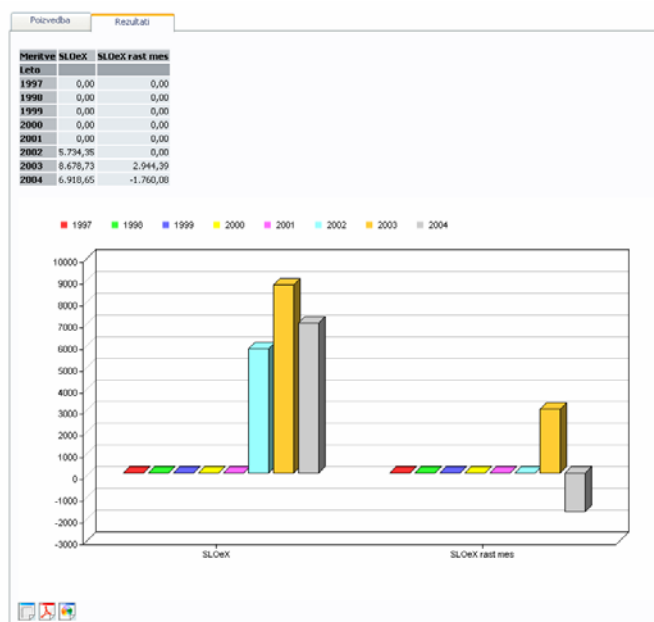 Poizvedba Rezultati
Meritve SLOeX SLOeX rast mes
Leto
1997 0,00 0,00
1998 0,00 0,00
1999 0,00 0,00
2000 0,00 0,00
2001 0,00 0,00
2002 5.734,35 0,00
2003 8.678,73 2.944,39
2004 6.918,65 -1.760,08
1997 1998 1999 2000 2001 2002 2003 2004
10000
9000
8000
7000
6000
5000
4000
3000
2000
1000
0
-1000
-2000
-3000
SLOeX SLOeX rast mes